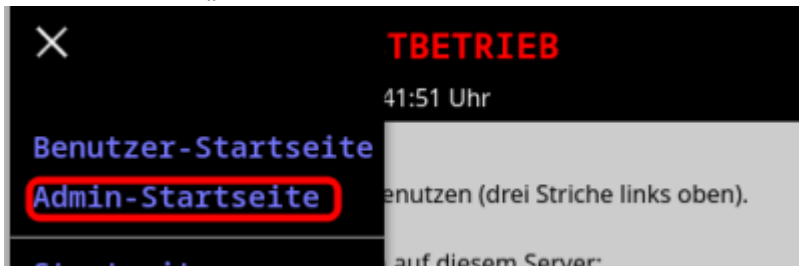 TBETRIEB
41:51 Uhr
Benutzer-Startseite
Admin-Startseite
enutzen (drei Striche links oben).
auf diesem Server: